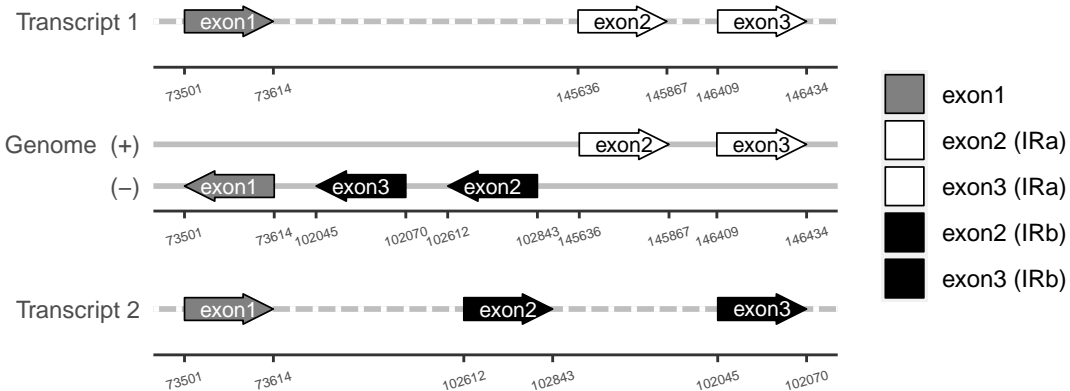 Transcript 1 exon1 exon2 exon3
73501 73614 145636 145867 146409 146434
Genome (+) exon2 exon3
(−) exon1 exon3 exon2
73501 73614 102045 102070 102612 102843 145636 145867 146409 146434
Transcript 2 exon1 exon2 exon3
73501 73614 102612 102843 102045 102070
exon1
exon2 (IRa)
exon3 (IRa)
exon2 (IRb)
exon3 (IRb)